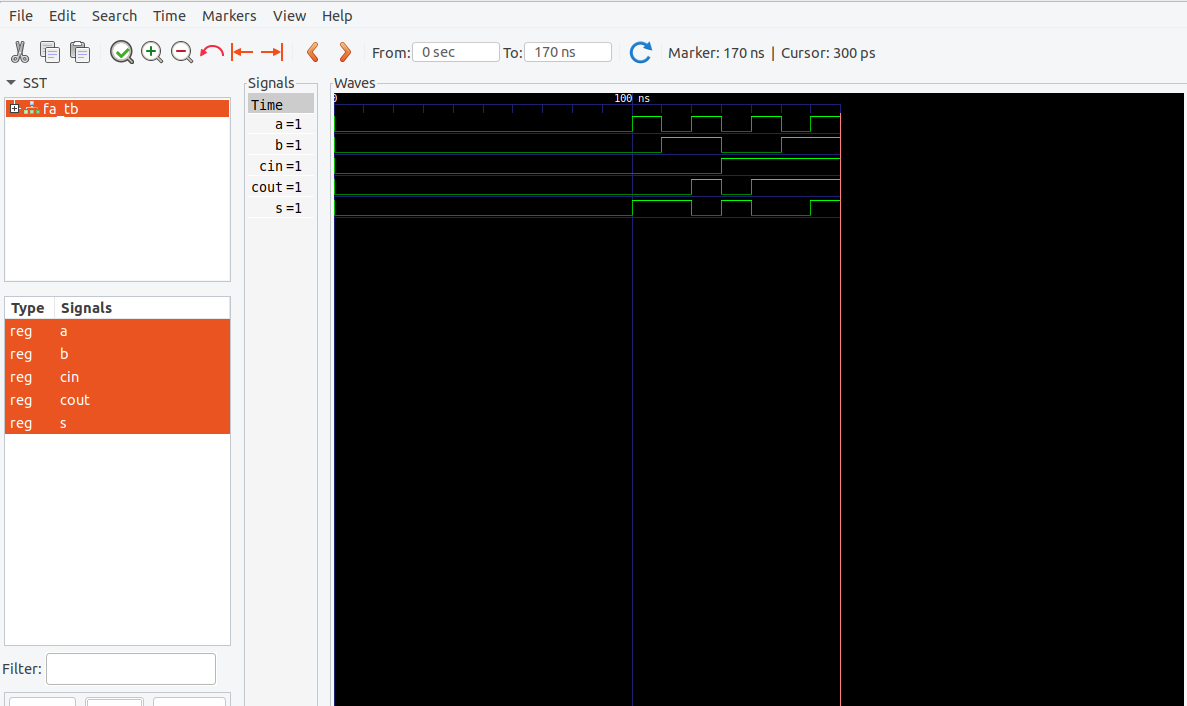 File Edit Search Time Markers View Help
From: 0 sec To: 170 ns Marker: 170 ns | Cursor: 300 ps
SST
fa_tb
Type Signals
reg a
reg b
reg cin
reg cout
reg s
Filter:
Signals
Time
a =1
b =1
cin =1
cout =1
s =1
Waves
0 100 ns